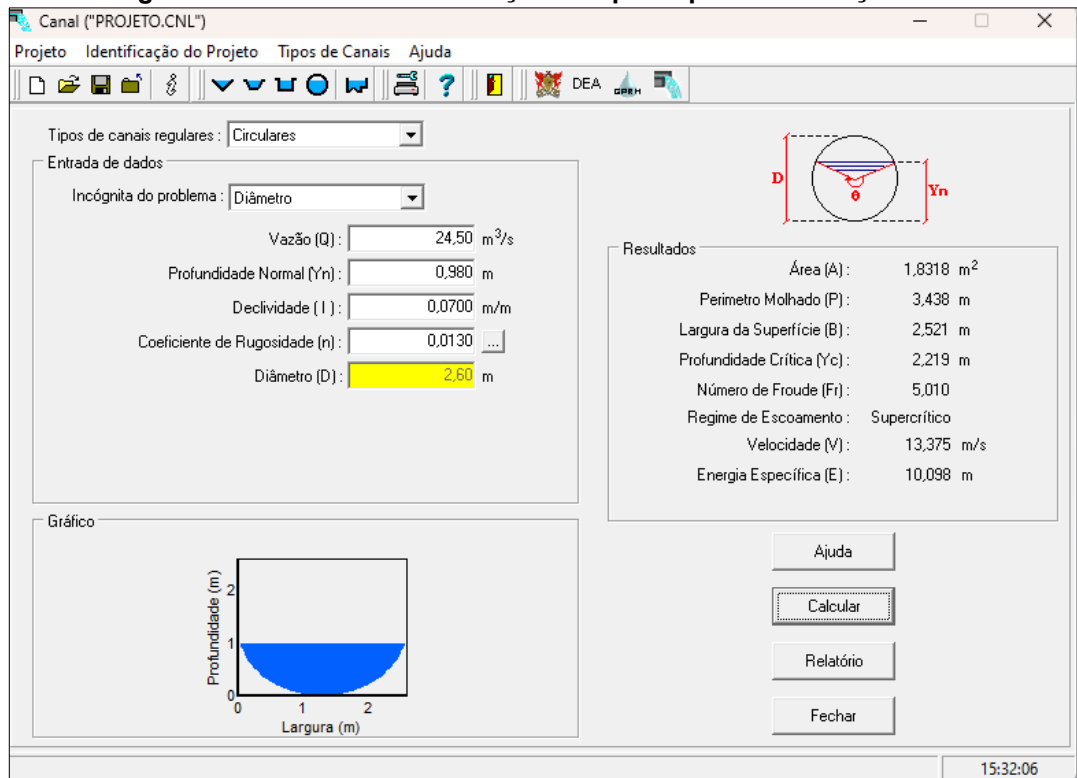 Canal ("PROJETO.CNL")
Projeto Identificação do Projeto Tipos de Canais Ajuda
DEA GPRH
Tipos de canais regulares : Circulares
Entrada de dados
Incógnita do problema : Diâmetro
Vazão (Q) : 24,50 m³/s
Profundidade Normal (Yn) : 0,980 m
Declividade ( I ) : 0,0700 m/m
Coeficiente de Rugosidade (n) : 0,0130 ...
Diâmetro (D) : 2,60 m
D θ Yn
Resultados
Área (A) : 1,8318 m²
Perimetro Molhado (P) : 3,438 m
Largura da Superfície (B) : 2,521 m
Profundidade Crítica (Yc) : 2,219 m
Número de Froude (Fr) : 5,010
Regime de Escoamento : Supercrítico
Velocidade (V) : 13,375 m/s
Energia Específica (E) : 10,098 m
Gráfico
Profundidade (m)
2
1
0
0 1 2
Largura (m)
Ajuda
Calcular
Relatório
Fechar
15:32:06